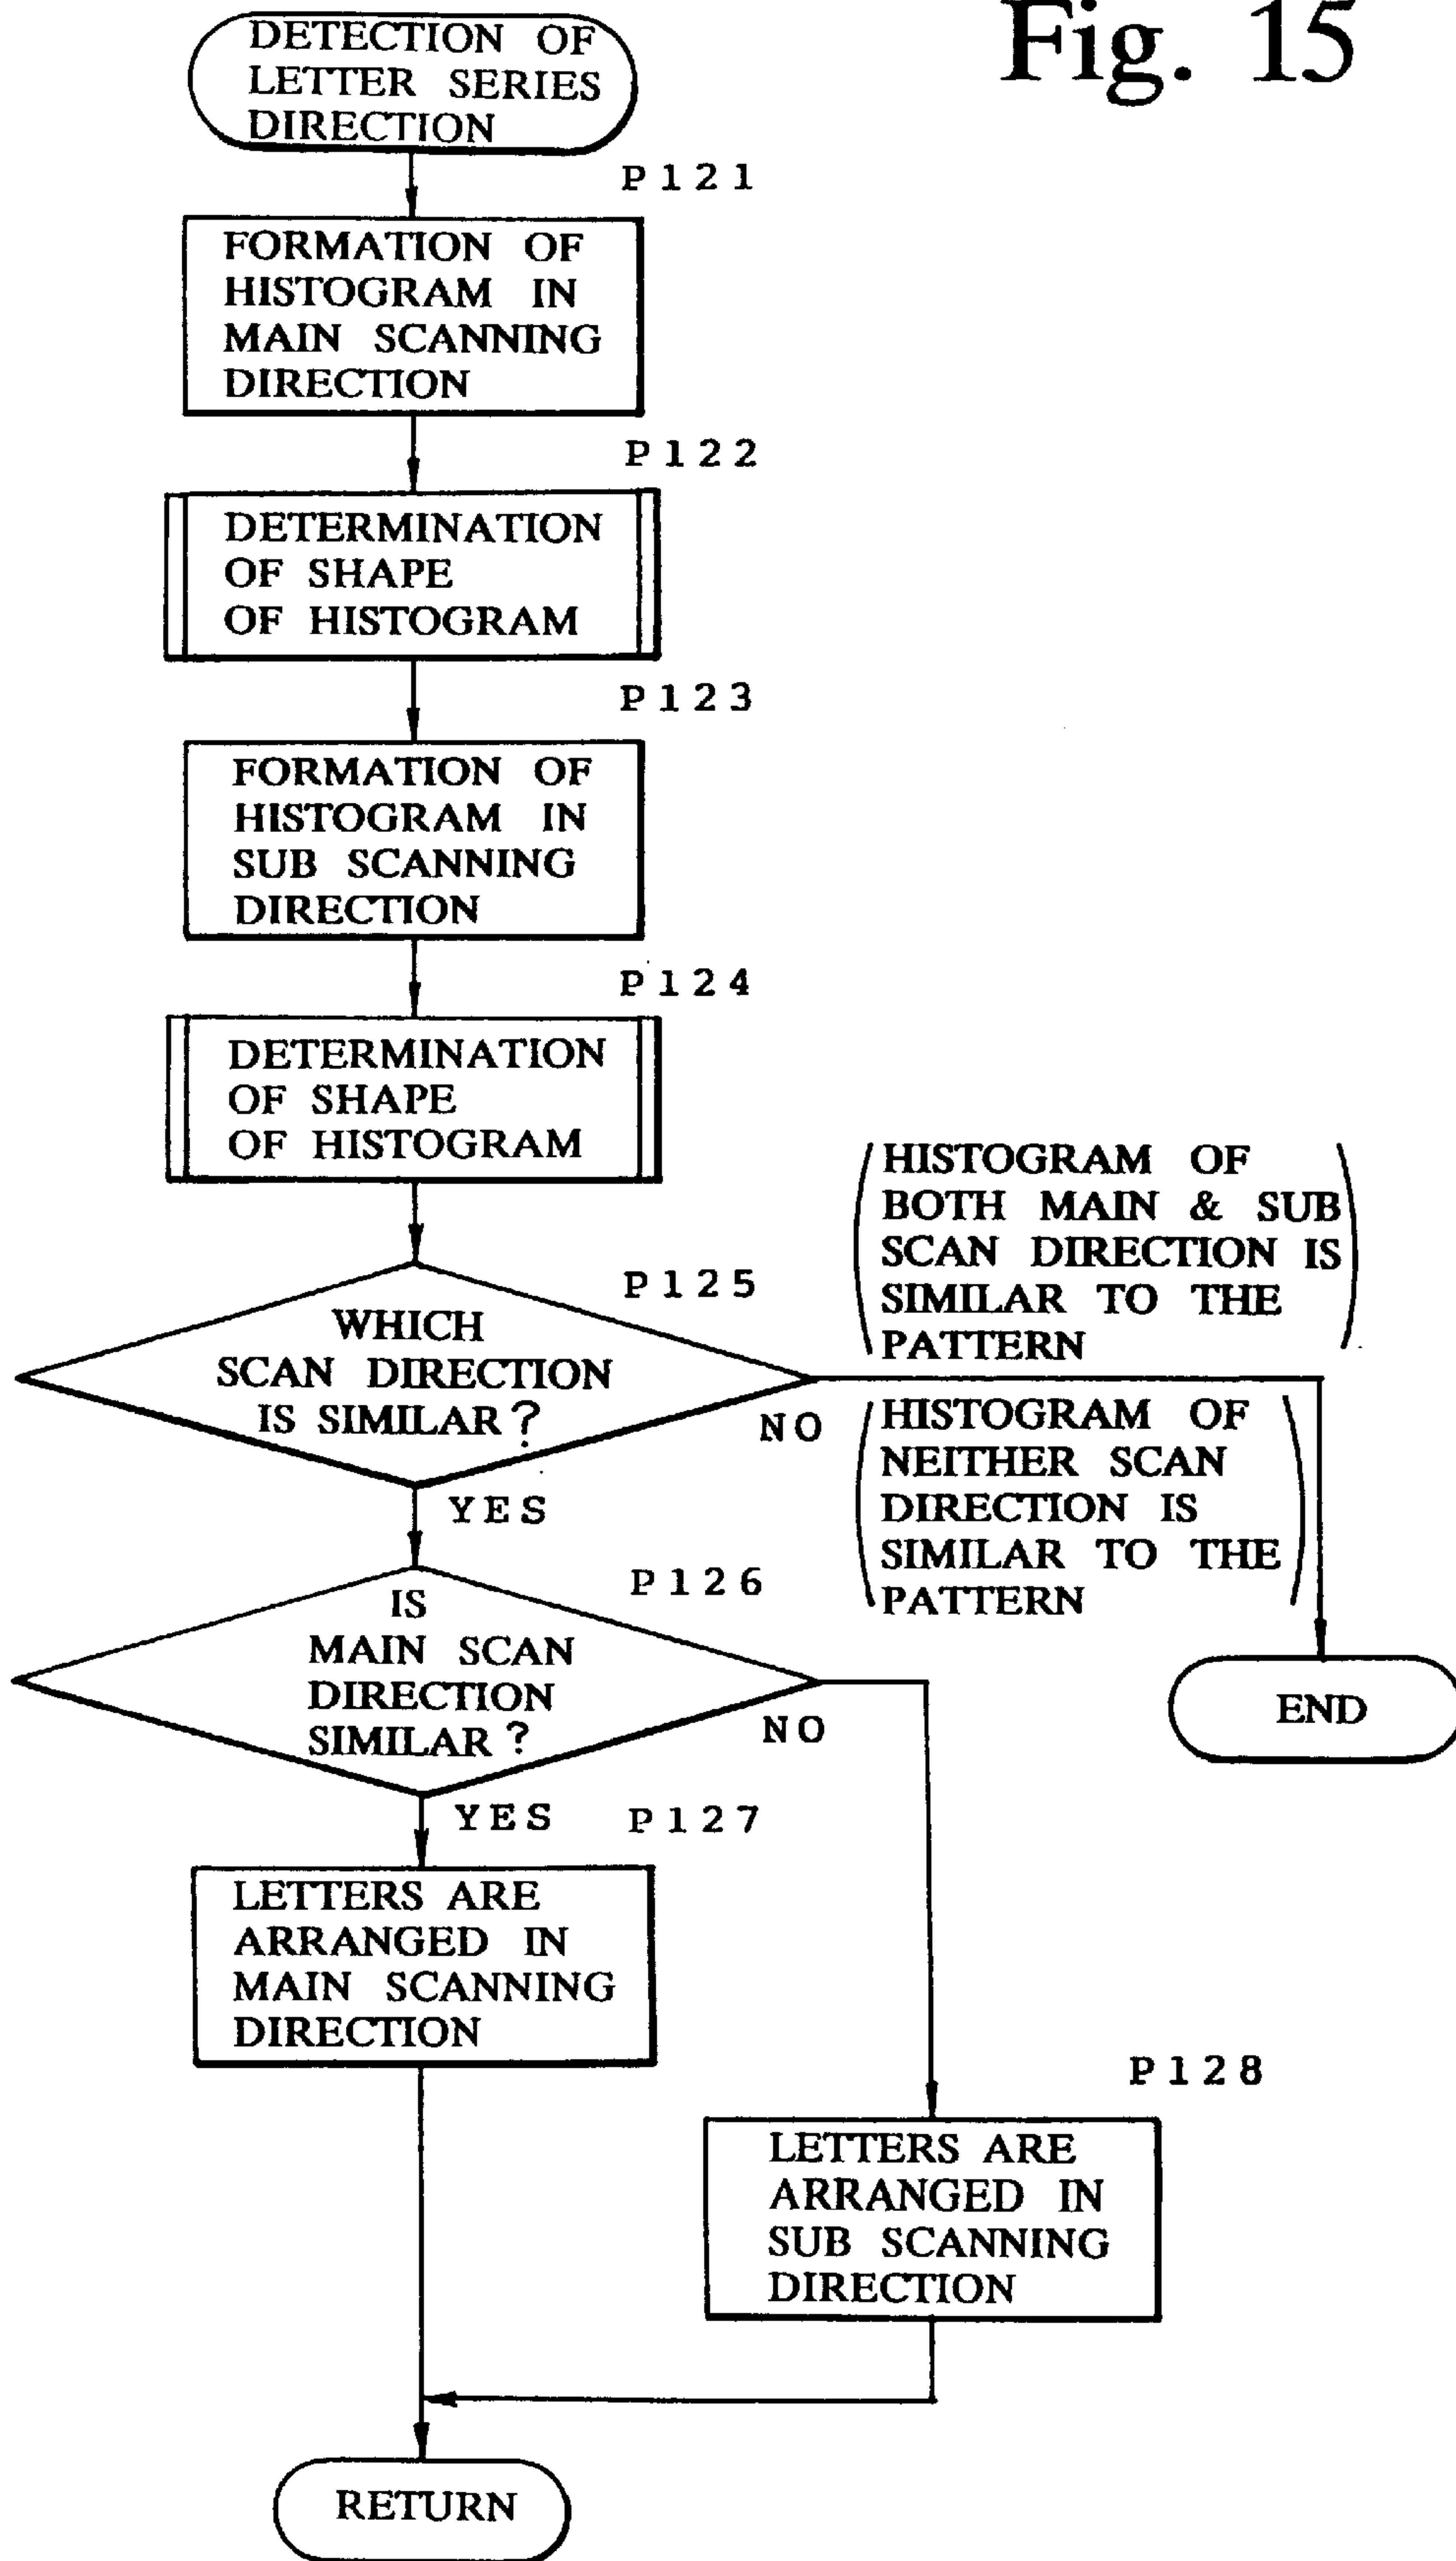 Fig. 15
DETECTION OF
LETTER SERIES
DIRECTION
P121
FORMATION OF
HISTOGRAM IN
MAIN SCANNING
DIRECTION
P122
DETERMINATION
OF SHAPE
OF HISTOGRAM
P123
FORMATION OF
HISTOGRAM IN
SUB SCANNING
DIRECTION
P124
DETERMINATION
OF SHAPE
OF HISTOGRAM
P125
WHICH
SCAN DIRECTION
IS SIMILAR?
NO
(HISTOGRAM OF
BOTH MAIN & SUB
SCAN DIRECTION IS
SIMILAR TO THE
PATTERN)
(HISTOGRAM OF
NEITHER SCAN
DIRECTION IS
SIMILAR TO THE
PATTERN)
END
YES
P126
IS
MAIN SCAN
DIRECTION
SIMILAR?
NO
YES
P127
LETTERS ARE
ARRANGED IN
MAIN SCANNING
DIRECTION
P128
LETTERS ARE
ARRANGED IN
SUB SCANNING
DIRECTION
RETURN